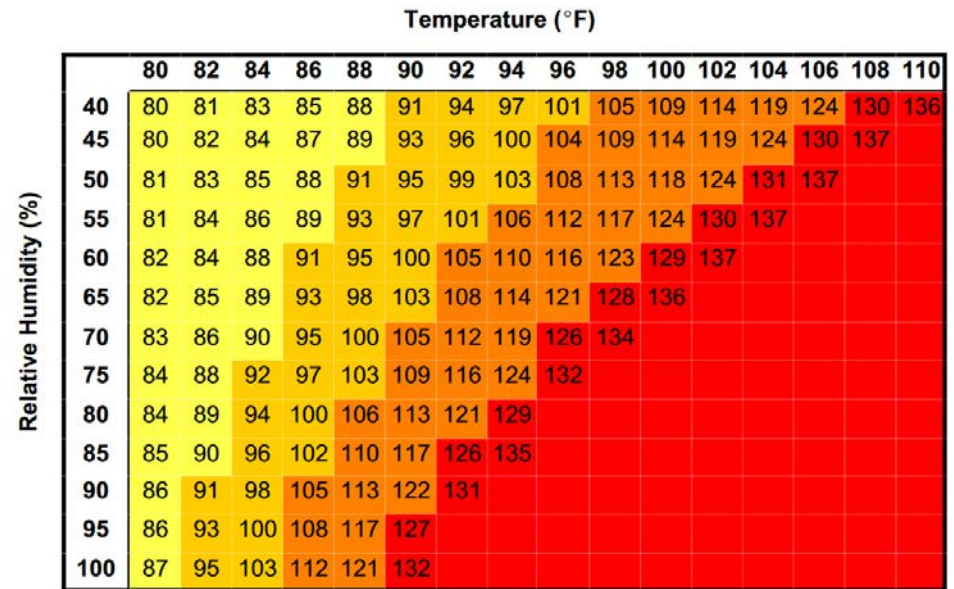 Temperature (°F)
80 82 84 86 88 90 92 94 96 98 100 102 104 106 108 110
Relative Humidity (%)
40 80 81 83 85 88 91 94 97 101 105 109 114 119 124 130 136
45 80 82 84 87 89 93 96 100 104 109 114 119 124 130 137
50 81 83 85 88 91 95 99 103 108 113 118 124 131 137
55 81 84 86 89 93 97 101 106 112 117 124 130 137
60 82 84 88 91 95 100 105 110 116 123 129 137
65 82 85 89 93 98 103 108 114 121 128 136
70 83 86 90 95 100 105 112 119 126 134
75 84 88 92 97 103 109 116 124 132
80 84 89 94 100 106 113 121 129
85 85 90 96 102 110 117 126 135
90 86 91 98 105 113 122 131
95 86 93 100 108 117 127
100 87 95 103 112 121 132